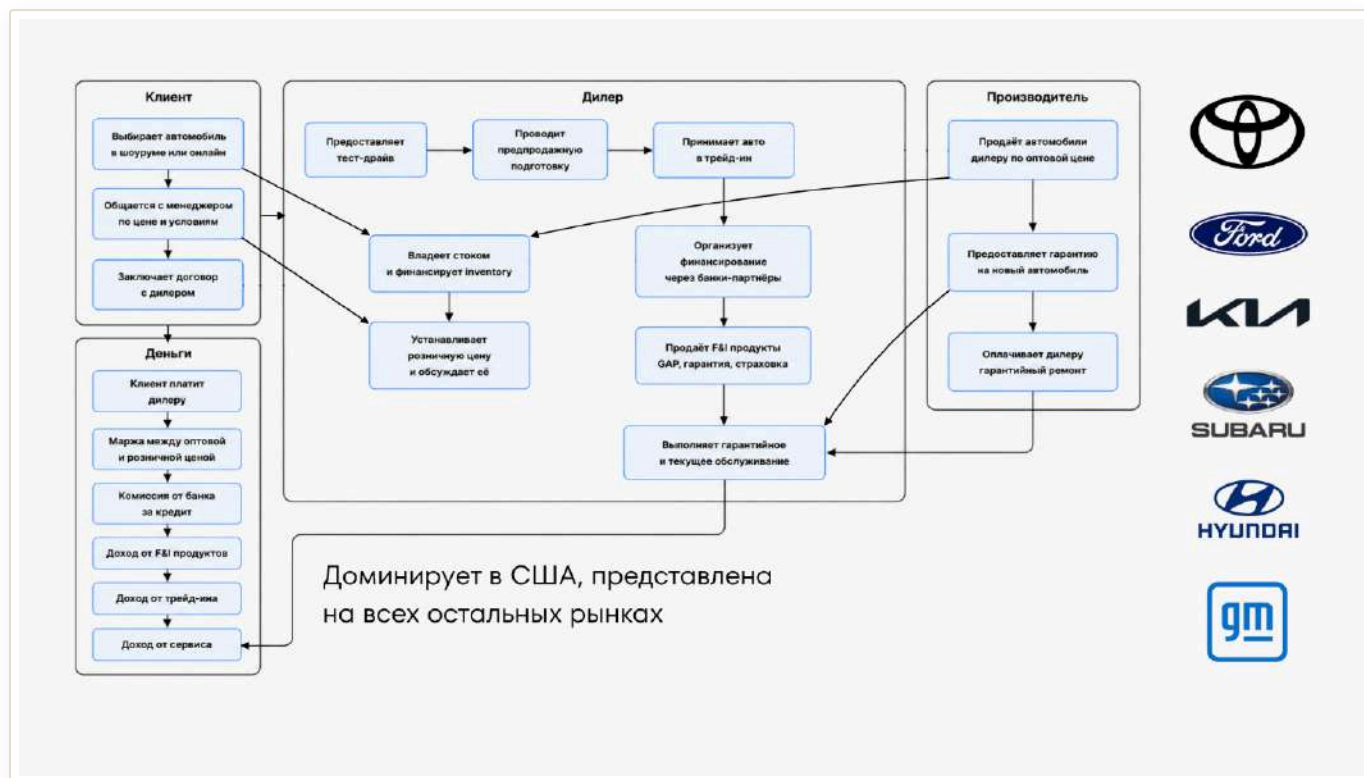 Клиент
Выбирает автомобиль
в шоуруме или онлайн
Общается с менеджером
по цене и условиям
Заключает договор
с дилером
Деньги
Клиент платит
дилеру
Маржа между оптовой
и розничной ценой
Комиссия от банка
за кредит
Доход от F&I продуктов
Доход от трейд-ина
Доход от сервиса
Дилер
Предоставляет
тест-драйв
Проводит
предпродажную
подготовку
Принимает авто
в трейд-ин
Владеет стоком
и финансирует inventory
Устанавливает
розничную цену
и обсуждает её
Организует
финансирование
через банки-партнёры
Продаёт F&I продукты
GAP, гарантия, страховка
Выполняет гарантийное
и текущее обслуживание
Производитель
Продаёт автомобили
дилеру по оптовой цене
Предоставляет гарантию
на новый автомобиль
Оплачивает дилеру
гарантийный ремонт
Доминирует в США, представлена
на всех остальных рынках
Ford
KIA
SUBARU
HYUNDAI
gm